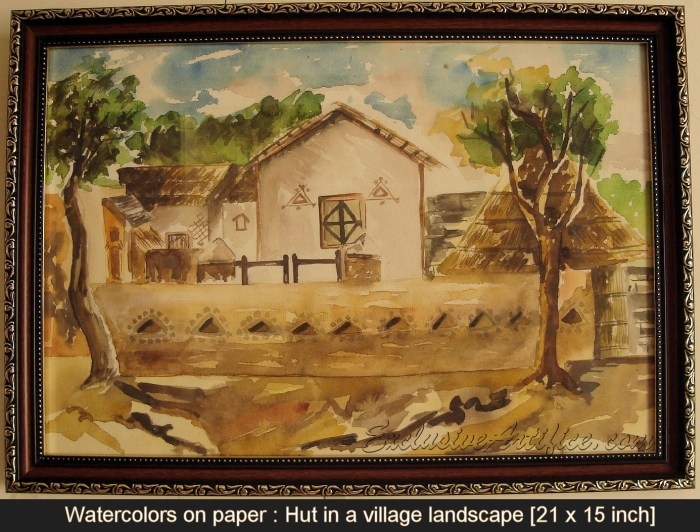 ExclusiveArtifice.com
Watercolors on paper : Hut in a village landscape [21 x 15 inch]